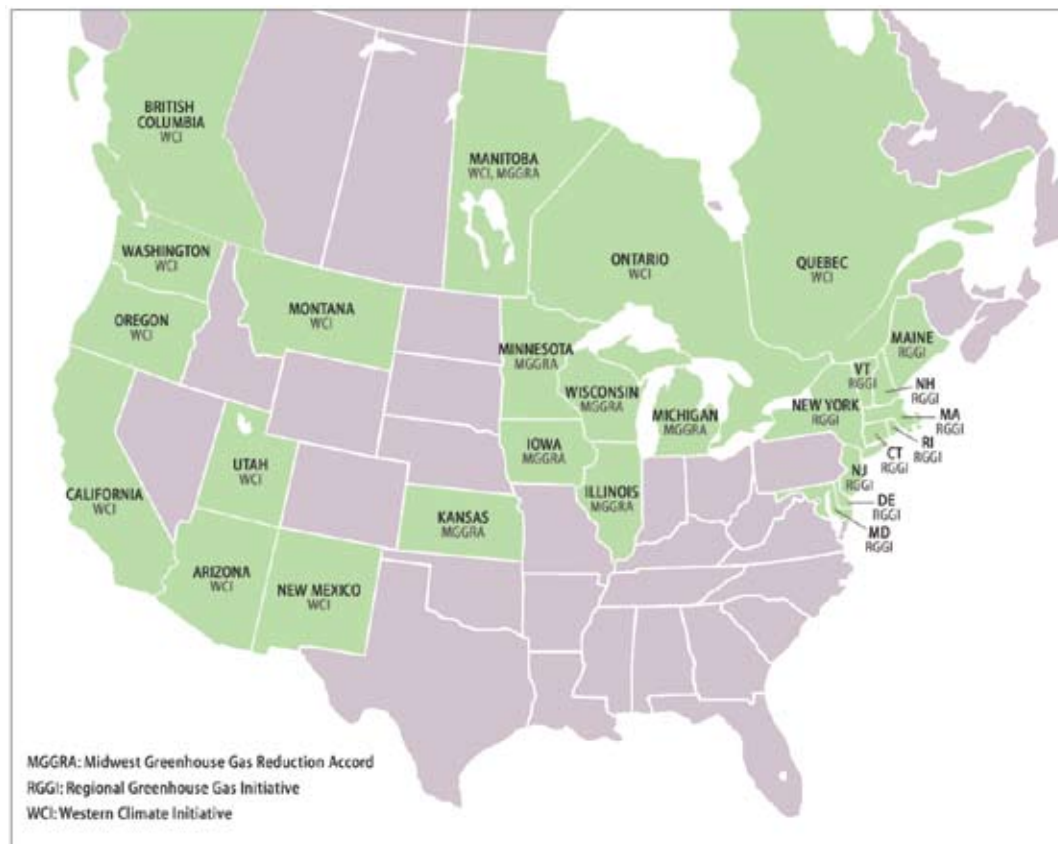 BRITISH
COLUMBIA
WCI
MANITOBA
WCI, MGGRA
WASHINGTON
WCI
ONTARIO
WCI
QUEBEC
WCI
MONTANA
WCI
OREGON
WCI
MAINE
RGGI
MINNESOTA
MGGRA
VT
RGGI
NH
RGGI
WISCONSIN
MGGRA
MICHIGAN
MGGRA
NEW YORK
RGGI
MA
RGGI
RI
RGGI
IOWA
MGGRA
CT
RGGI
UTAH
WCI
NJ
RGGI
CALIFORNIA
WCI
ILLINOIS
MGGRA
DE
RGGI
KANSAS
MGGRA
MD
RGGI
ARIZONA
WCI
NEW MEXICO
WCI
MGGRA: Midwest Greenhouse Gas Reduction Accord
RGGI: Regional Greenhouse Gas Initiative
WCI: Western Climate Initiative